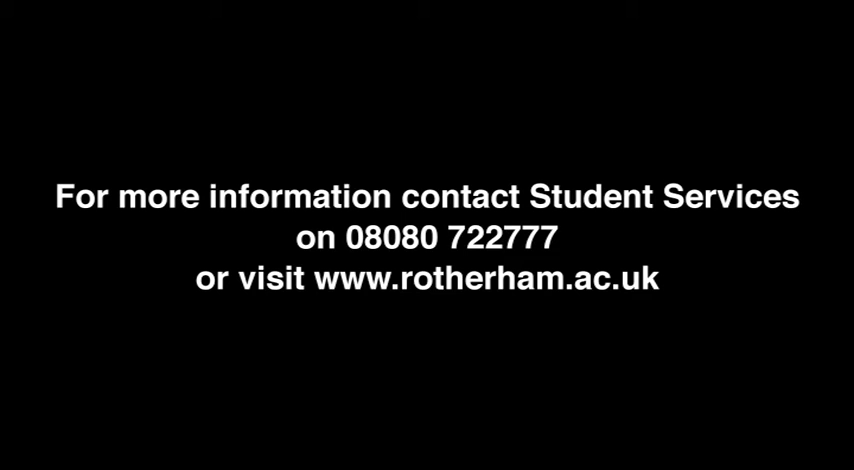 For more information contact Student Services
on 08080 722777
or visit www.rotherham.ac.uk